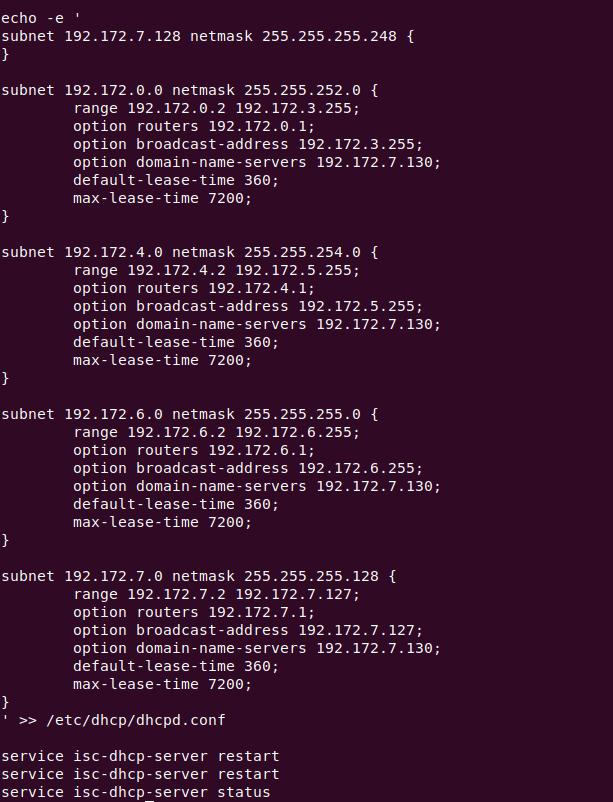 echo -e '
subnet 192.172.7.128 netmask 255.255.255.248 {
}

subnet 192.172.0.0 netmask 255.255.252.0 {
        range 192.172.0.2 192.172.3.255;
        option routers 192.172.0.1;
        option broadcast-address 192.172.3.255;
        option domain-name-servers 192.172.7.130;
        default-lease-time 360;
        max-lease-time 7200;
}

subnet 192.172.4.0 netmask 255.255.254.0 {
        range 192.172.4.2 192.172.5.255;
        option routers 192.172.4.1;
        option broadcast-address 192.172.5.255;
        option domain-name-servers 192.172.7.130;
        default-lease-time 360;
        max-lease-time 7200;
}

subnet 192.172.6.0 netmask 255.255.255.0 {
        range 192.172.6.2 192.172.6.255;
        option routers 192.172.6.1;
        option broadcast-address 192.172.6.255;
        option domain-name-servers 192.172.7.130;
        default-lease-time 360;
        max-lease-time 7200;
}

subnet 192.172.7.0 netmask 255.255.255.128 {
        range 192.172.7.2 192.172.7.127;
        option routers 192.172.7.1;
        option broadcast-address 192.172.7.127;
        option domain-name-servers 192.172.7.130;
        default-lease-time 360;
        max-lease-time 7200;
}
' >> /etc/dhcp/dhcpd.conf

service isc-dhcp-server restart
service isc-dhcp-server restart
service isc-dhcp-server status